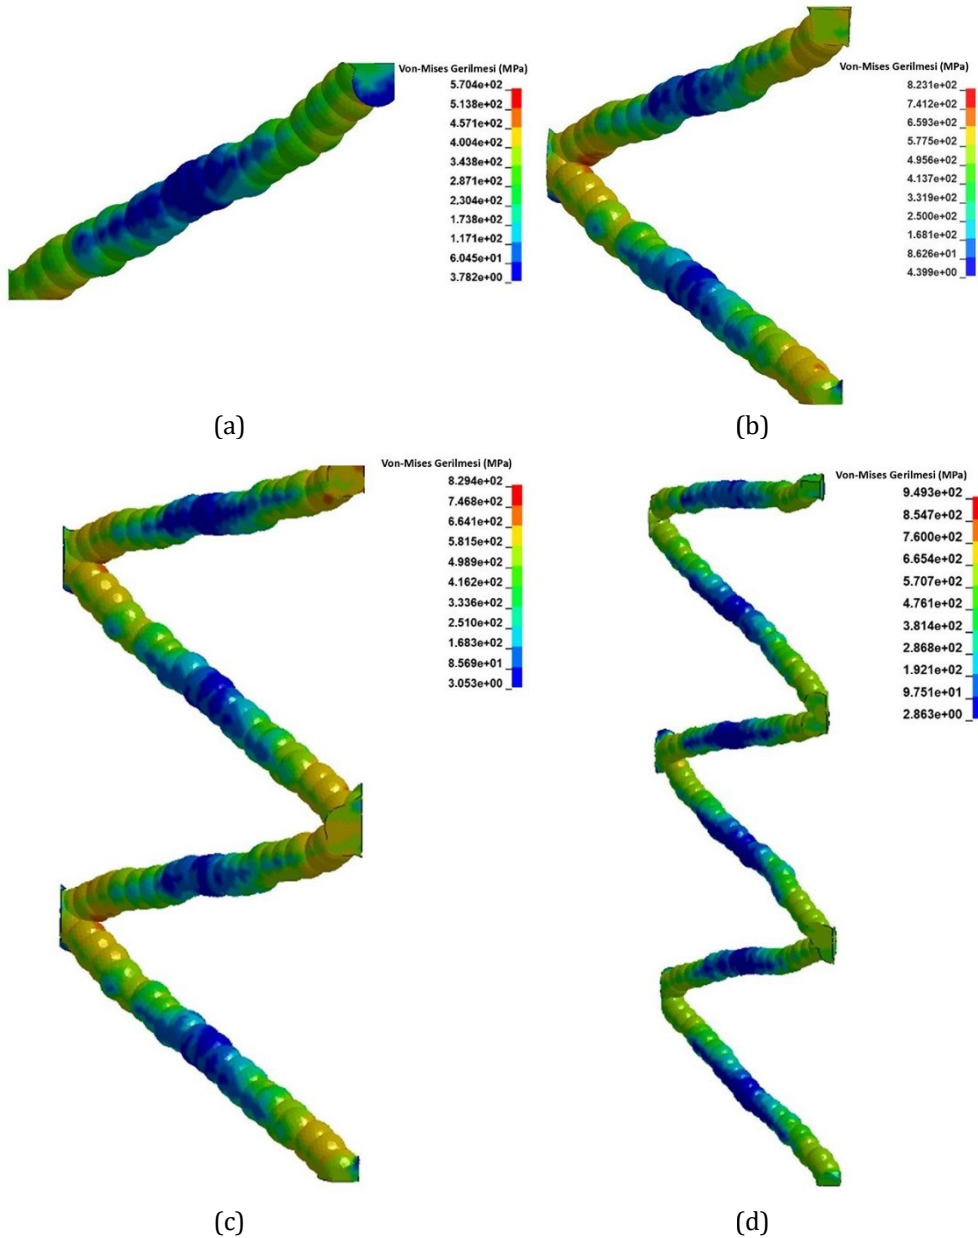 Von-Mises Gerilmesi (MPa)
5.704e+02
5.138e+02
4.571e+02
4.004e+02
3.438e+02
2.871e+02
2.304e+02
1.738e+02
1.171e+02
6.045e+01
3.782e+00
(a)
Von-Mises Gerilmesi (MPa)
8.231e+02
7.412e+02
6.593e+02
5.775e+02
4.956e+02
4.137e+02
3.319e+02
2.500e+02
1.681e+02
8.626e+01
4.399e+00
(b)
Von-Mises Gerilmesi (MPa)
8.294e+02
7.468e+02
6.641e+02
5.815e+02
4.989e+02
4.162e+02
3.336e+02
2.510e+02
1.683e+02
8.569e+01
3.053e+00
(c)
Von-Mises Gerilmesi (MPa)
9.493e+02
8.547e+02
7.600e+02
6.654e+02
5.707e+02
4.761e+02
3.814e+02
2.868e+02
1.921e+02
9.751e+01
2.863e+00
(d)